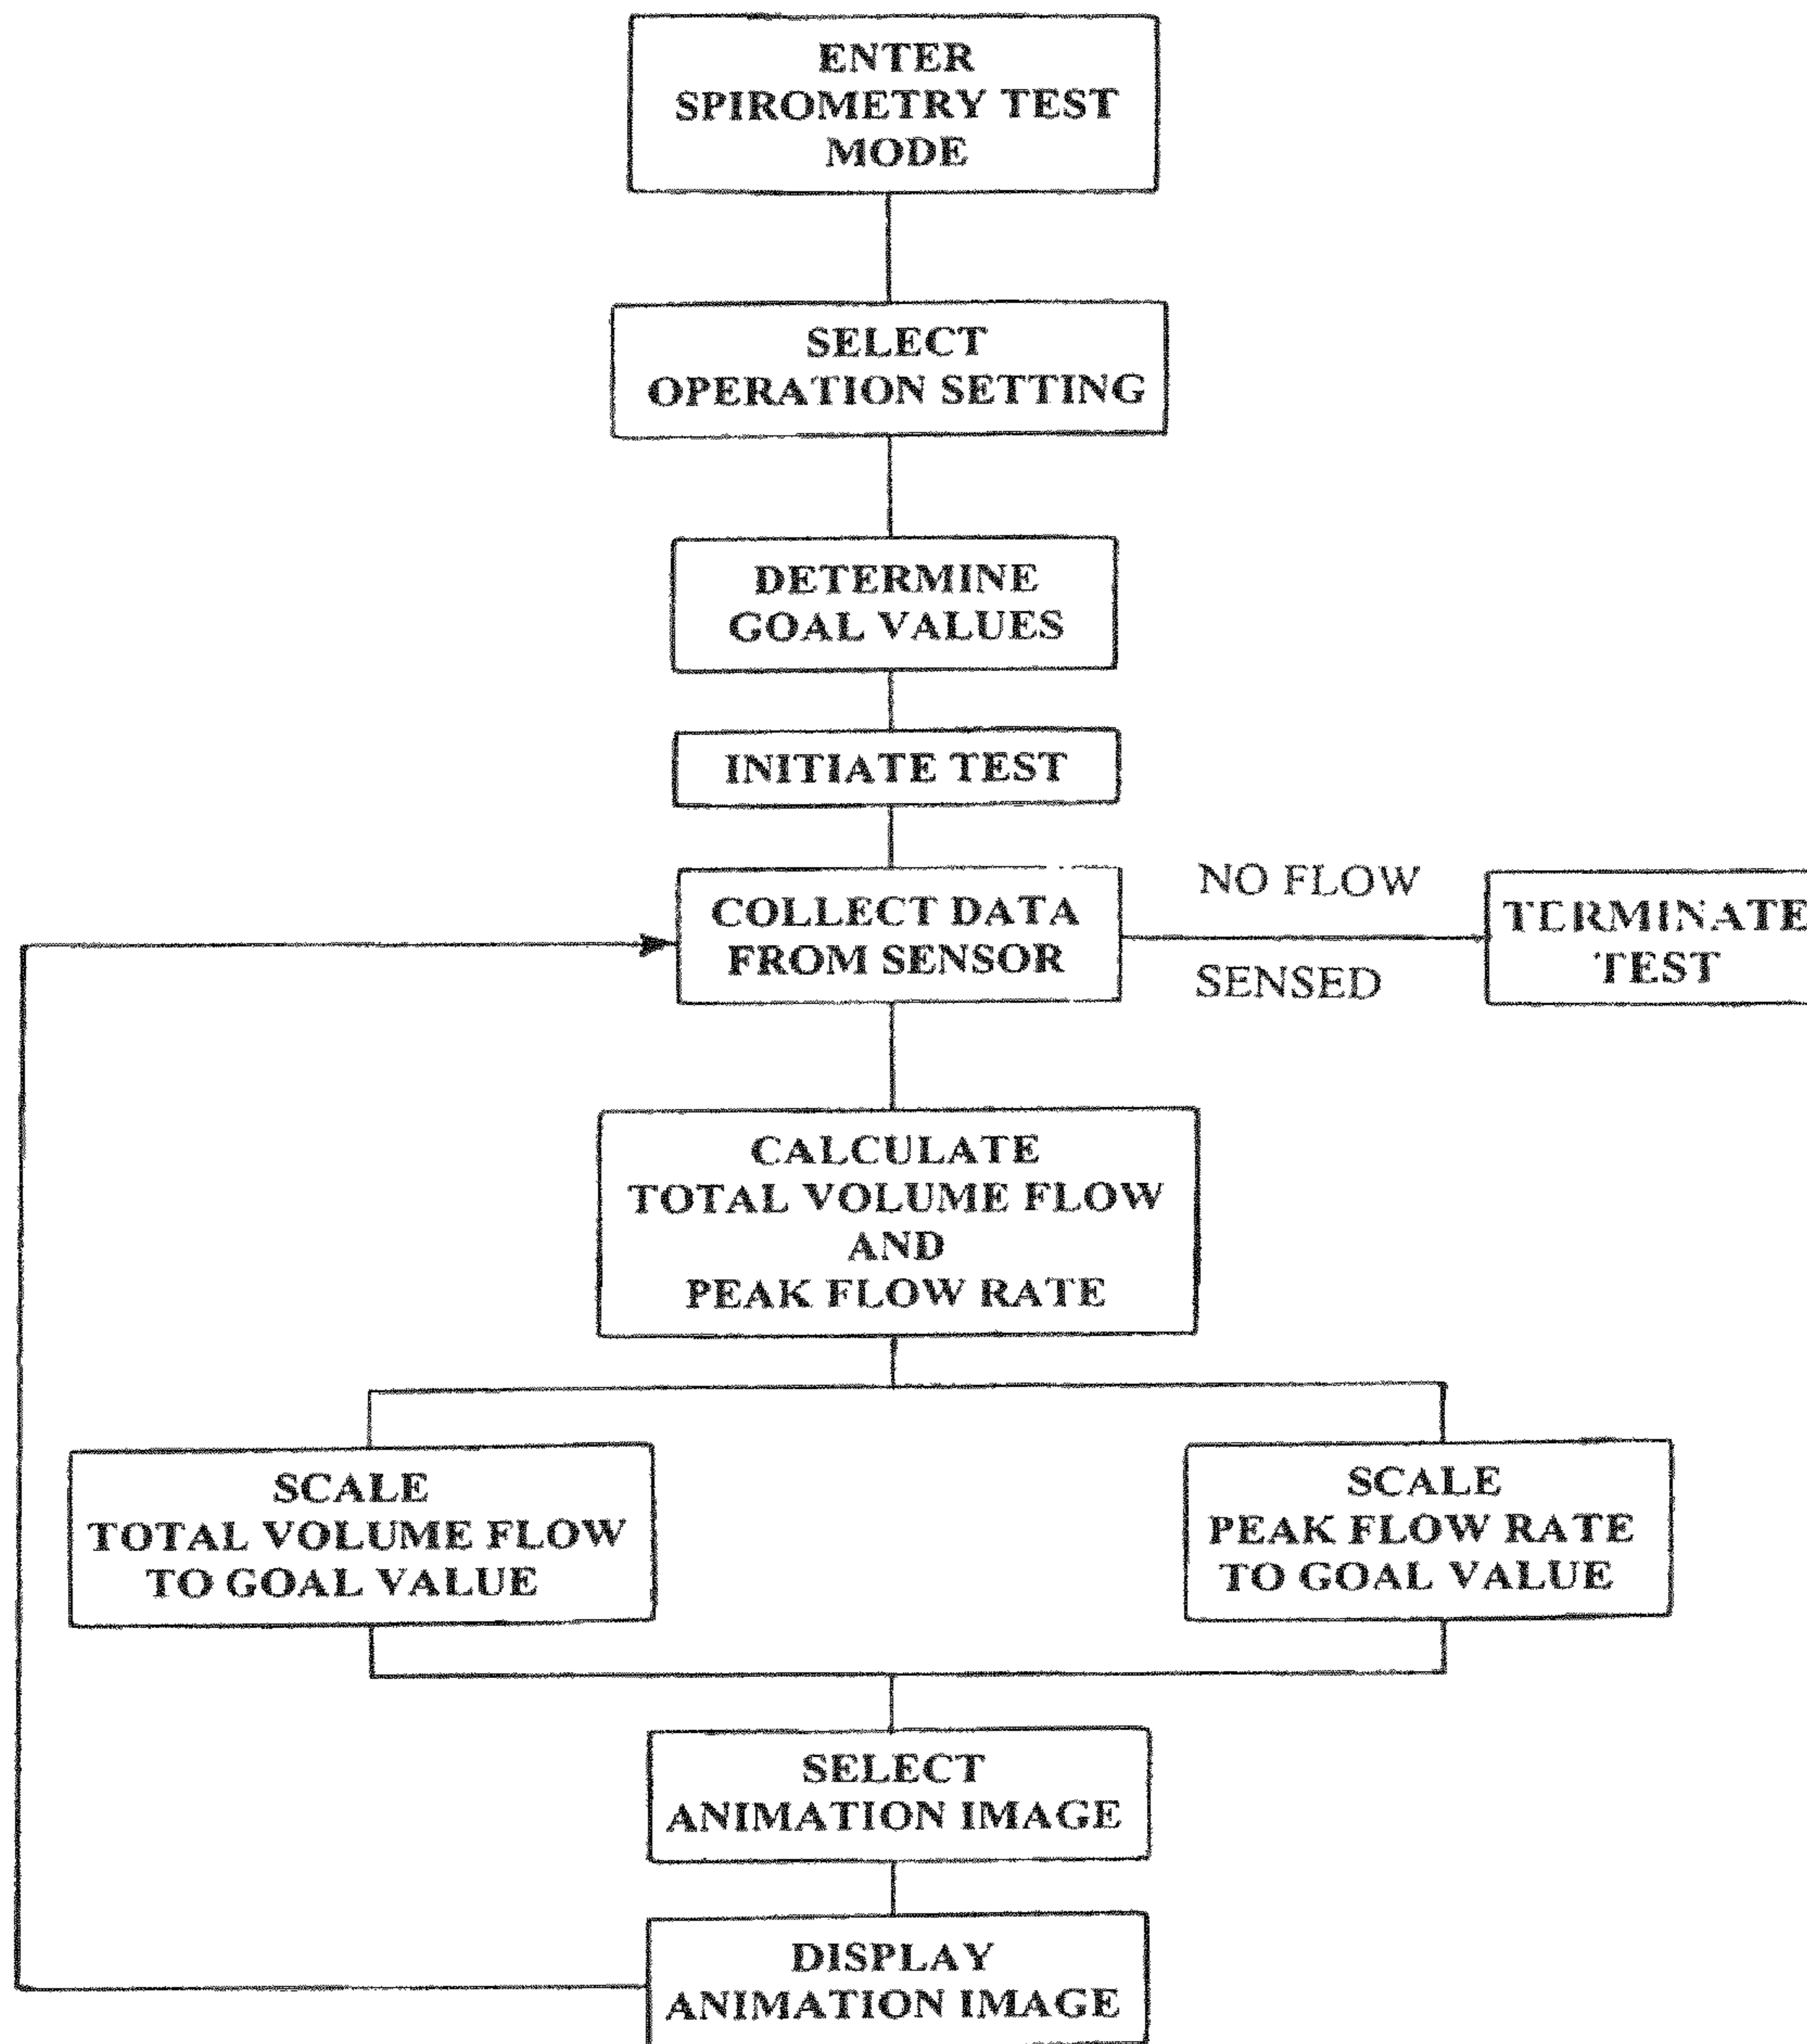 ENTER
SPIROMETRY TEST
MODE
SELECT
OPERATION SETTING
DETERMINE
GOAL VALUES
INITIATE TEST
COLLECT DATA
FROM SENSOR
NO FLOW
SENSED
TERMINATE
TEST
CALCULATE
TOTAL VOLUME FLOW
AND
PEAK FLOW RATE
SCALE
TOTAL VOLUME FLOW
TO GOAL VALUE
SCALE
PEAK FLOW RATE
TO GOAL VALUE
SELECT
ANIMATION IMAGE
DISPLAY
ANIMATION IMAGE